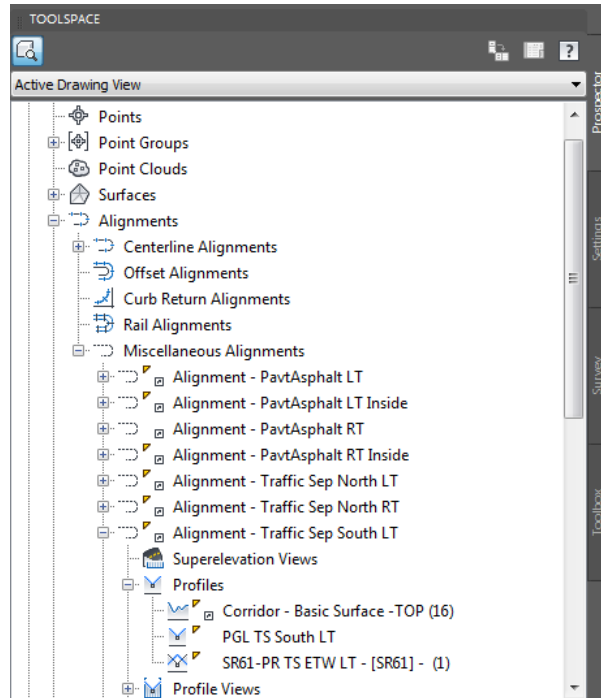 TOOLSPACE
?
Active Drawing View
Points
Point Groups
Point Clouds
Surfaces
Alignments
Centerline Alignments
Offset Alignments
Curb Return Alignments
Rail Alignments
Miscellaneous Alignments
Alignment - PavtAsphalt LT
Alignment - PavtAsphalt LT Inside
Alignment - PavtAsphalt RT
Alignment - PavtAsphalt RT Inside
Alignment - Traffic Sep North LT
Alignment - Traffic Sep North RT
Alignment - Traffic Sep South LT
Superelevation Views
Profiles
Corridor - Basic Surface -TOP (16)
PGL TS South LT
SR61-PR TS ETW LT - [SR61] - (1)
Profile Views
Prospector
Settings
Survey
Toolbox